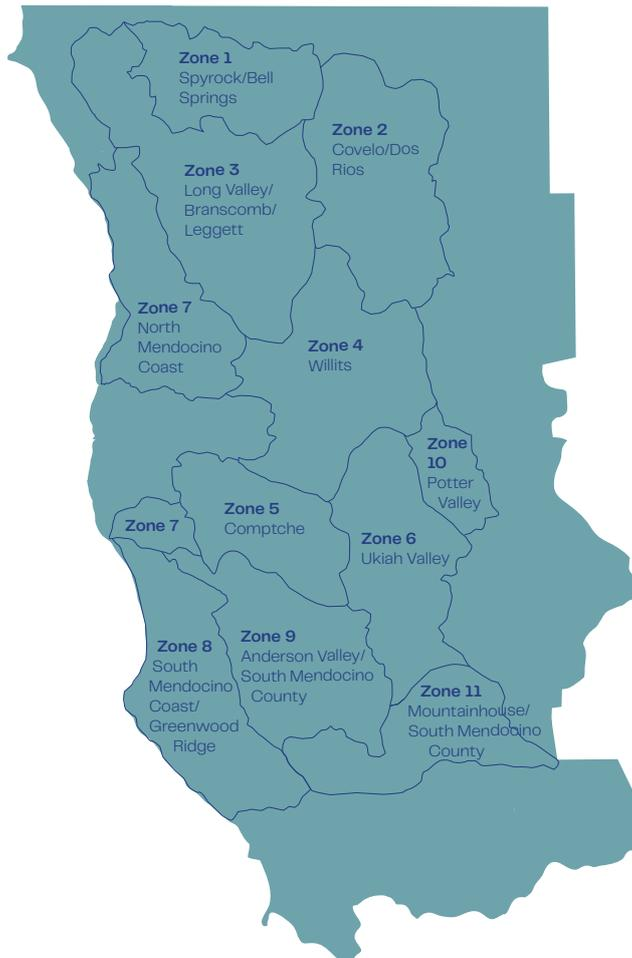 Zone 1
Spyrock/Bell
Springs
Zone 2
Covelo/Dos
Rios
Zone 3
Long Valley/
Branscomb/
Leggett
Zone 7
North
Mendocino
Coast
Zone 4
Willits
Zone
10
Potter
Valley
Zone 5
Comptche
Zone 7
Zone 6
Ukiah Valley
Zone 8
South
Mendocino
Coast/
Greenwood
Ridge
Zone 9
Anderson Valley/
South Mendocino
County
Zone 11
Mountainhouse/
South Mendocino
County